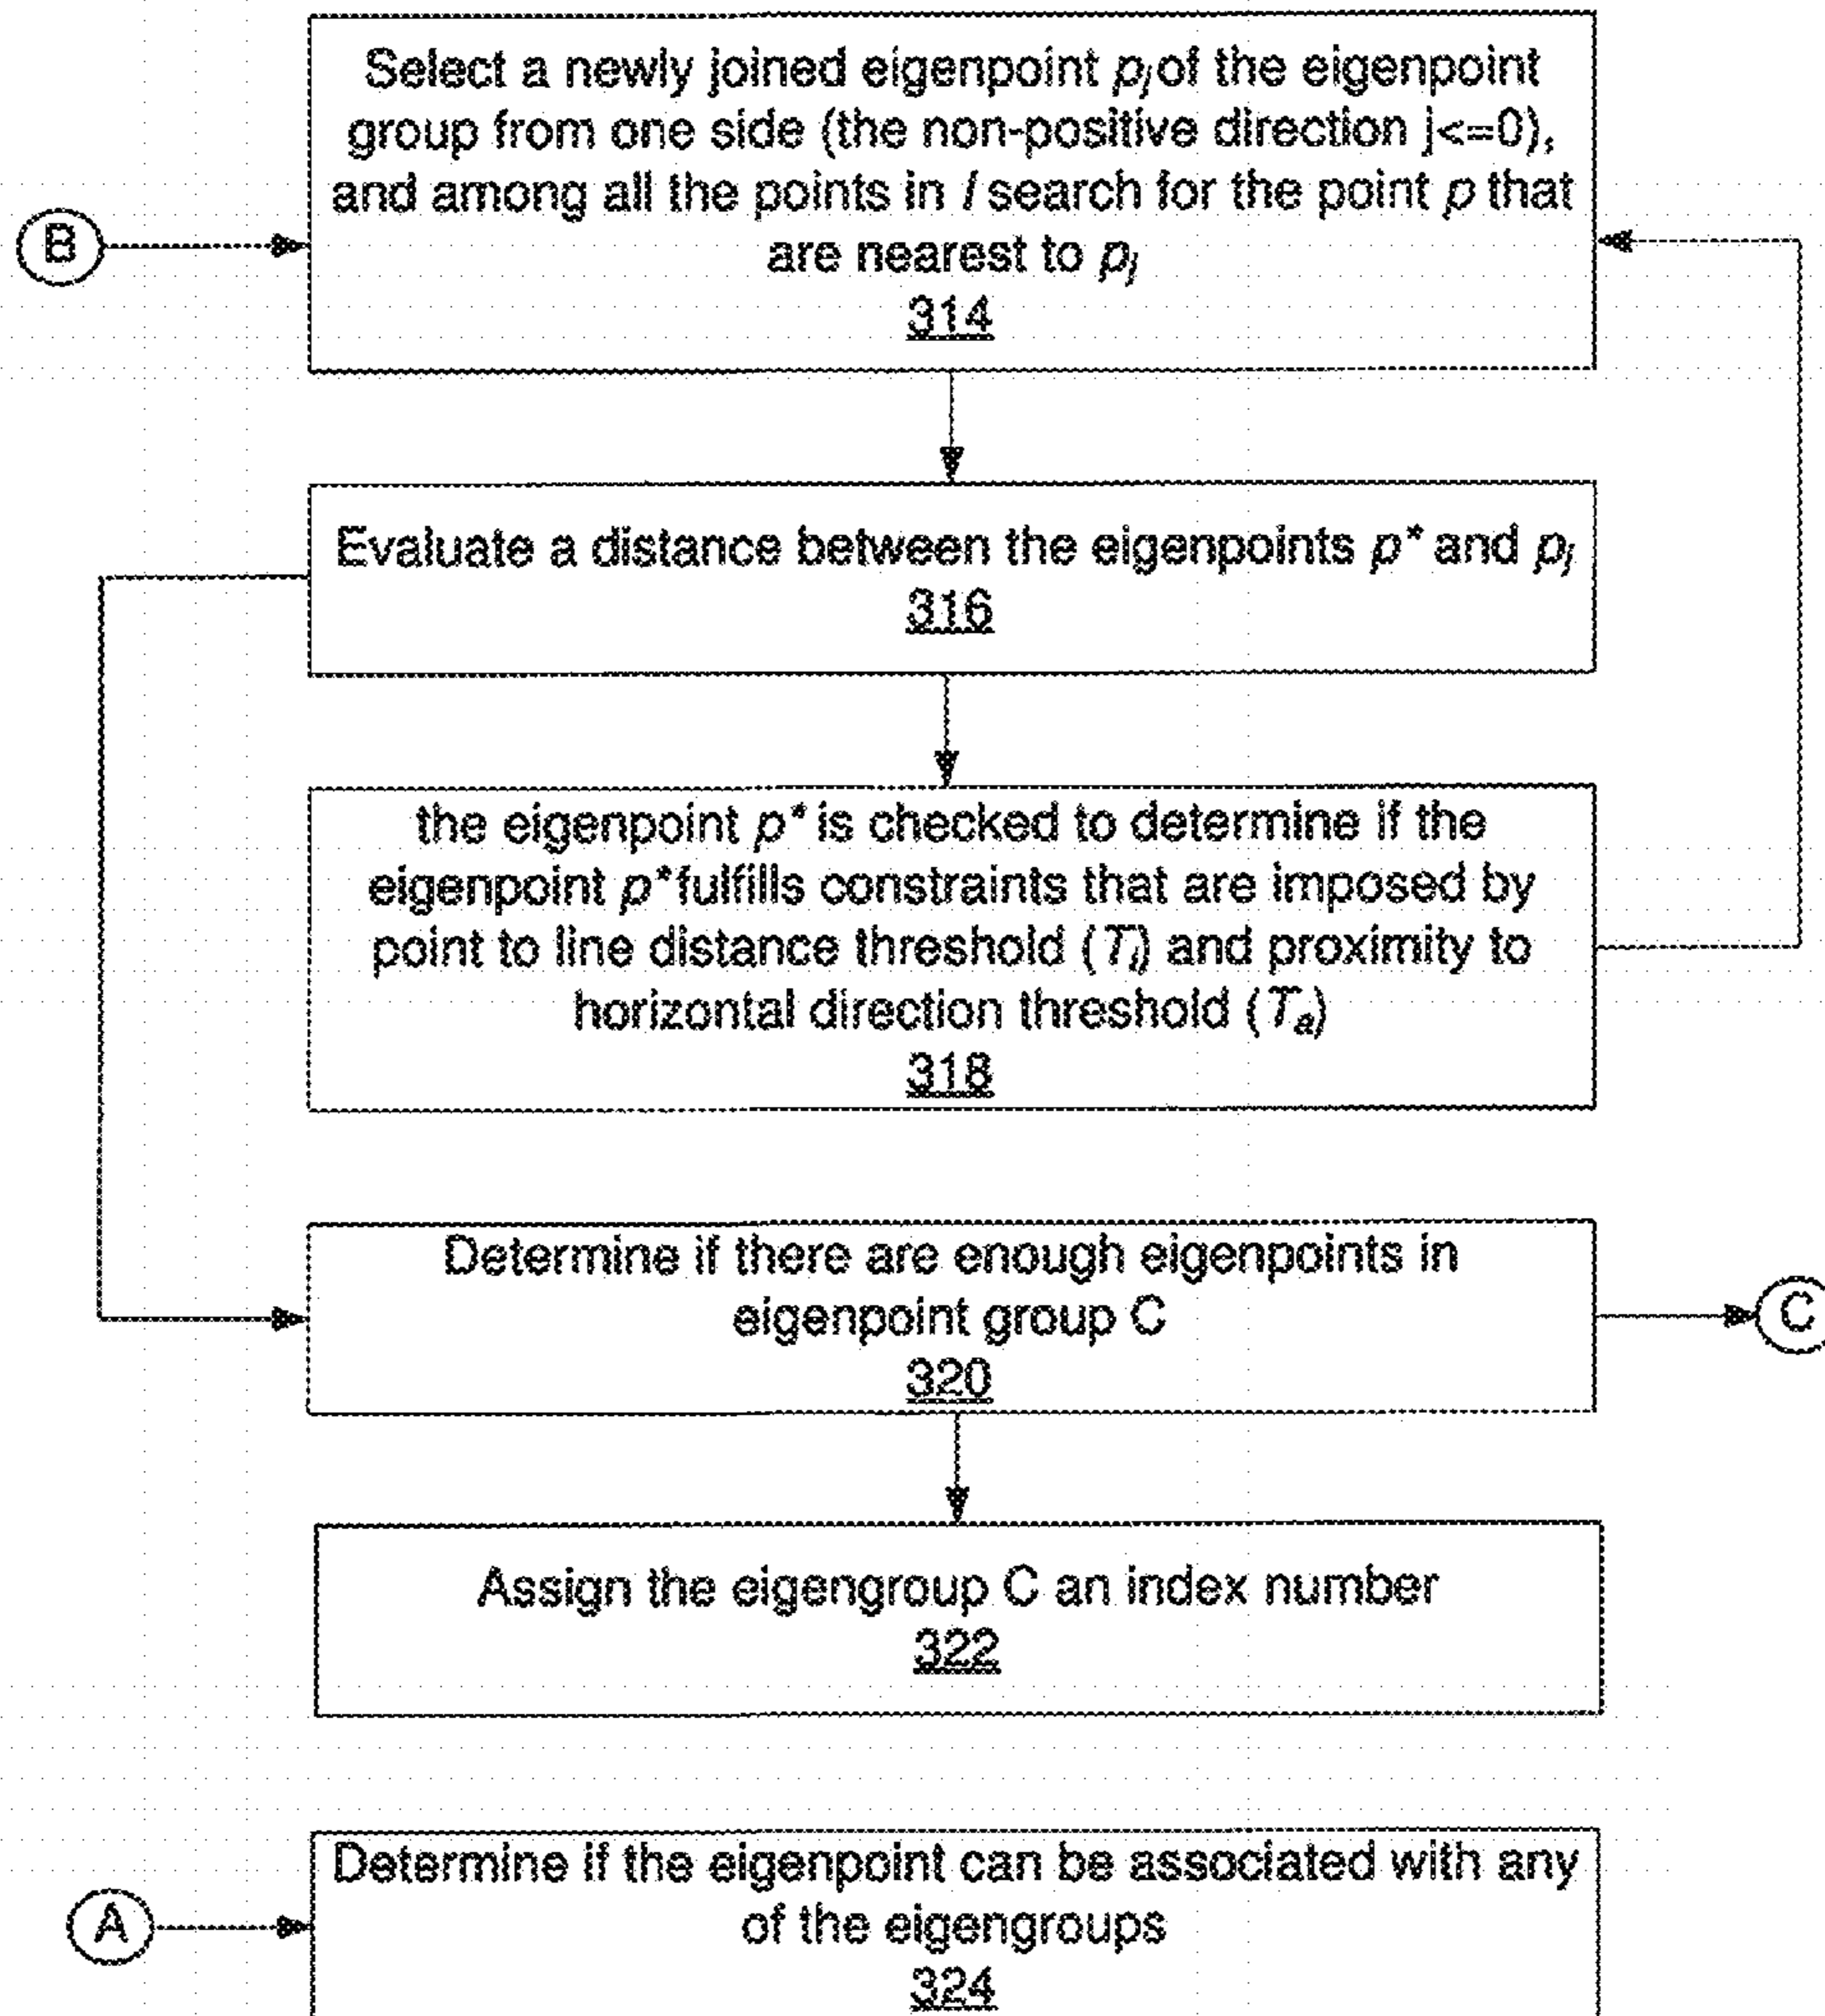 Select a newly joined eigenpoint pj of the eigenpoint
group from one side (the non-positive direction j<=0),
and among all the points in I search for the point p that
are nearest to pj
314
B
Evaluate a distance between the eigenpoints p* and pj
316
the eigenpoint p* is checked to determine if the
eigenpoint p* fulfills constraints that are imposed by
point to line distance threshold (Tl) and proximity to
horizontal direction threshold (Ta)
318
Determine if there are enough eigenpoints in
eigenpoint group C
320
C
Assign the eigengroup C an index number
322
A
Determine if the eigenpoint can be associated with any
of the eigengroups
324